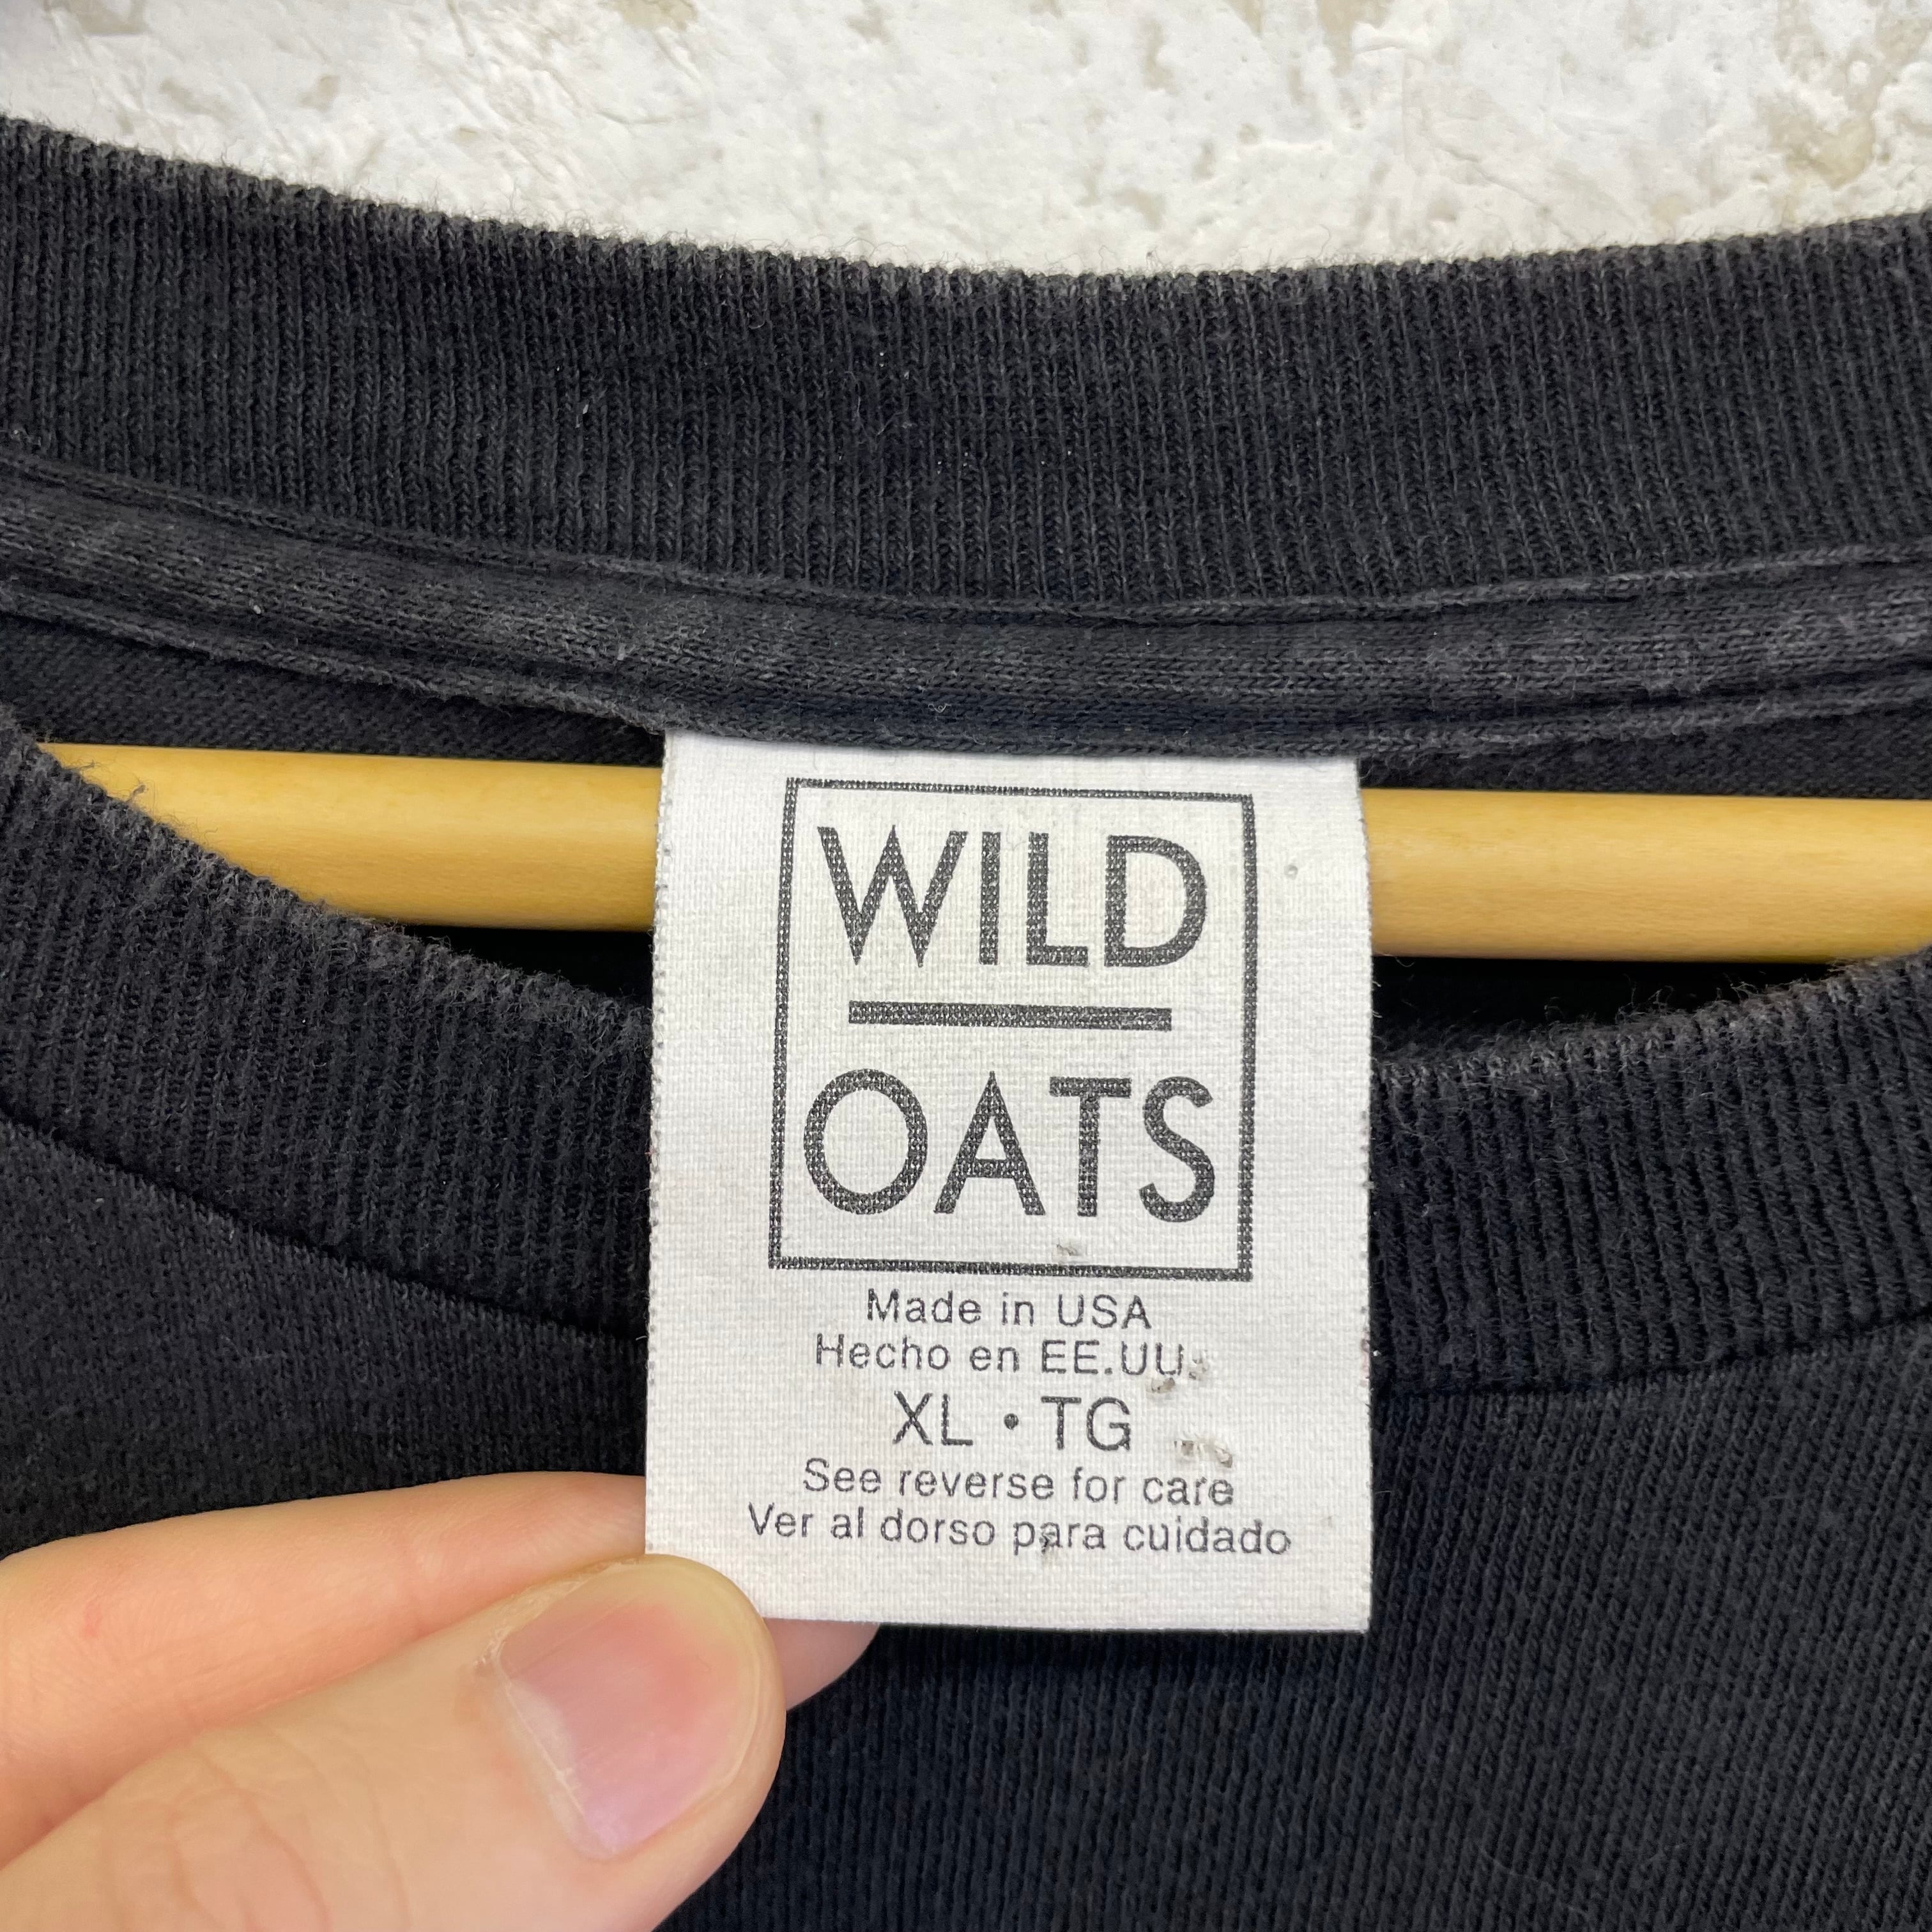 WILD
OATS
Made in USA
Hecho en EE.UU.
XL • TG
See reverse for care
Ver al dorso para cuidado